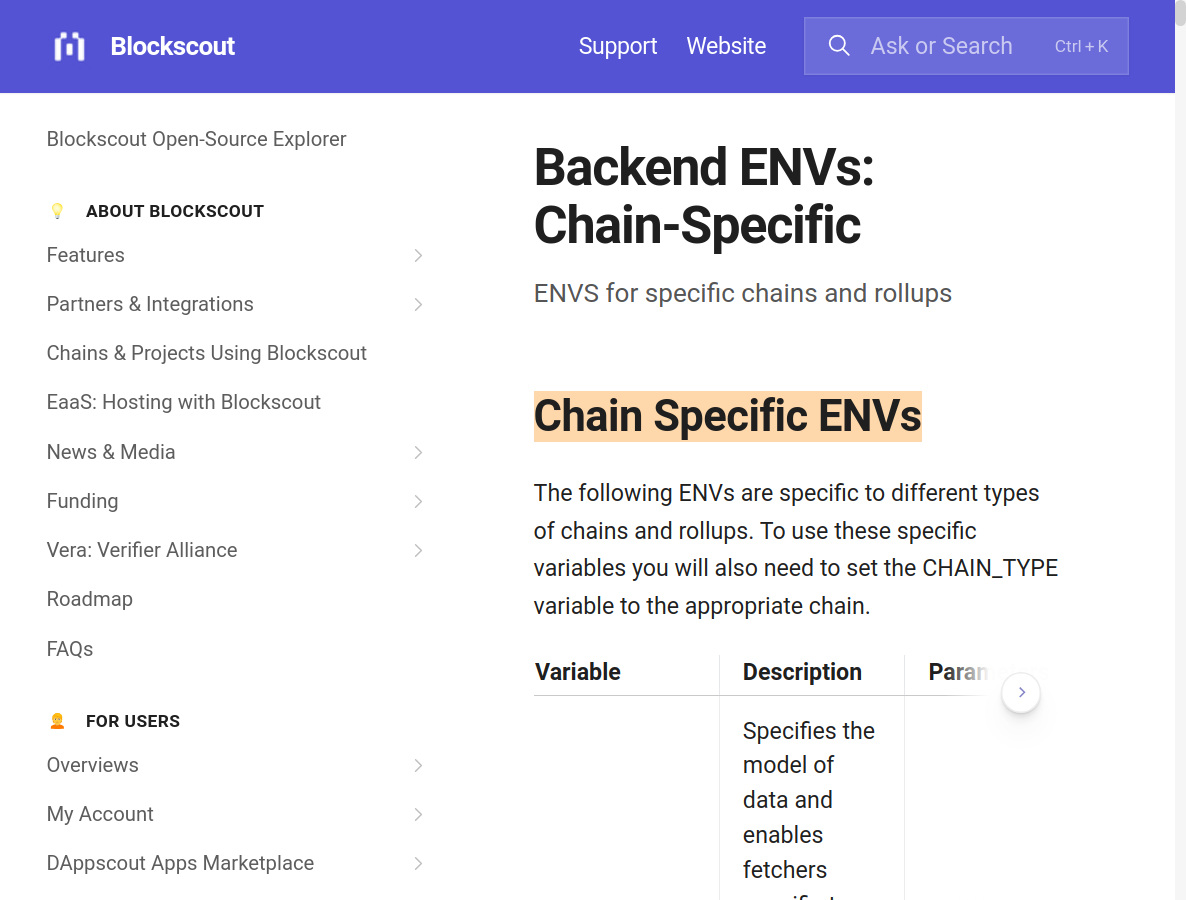 Blockscout
Support
Website
Ask or Search
Ctrl + K
Blockscout Open-Source Explorer
ABOUT BLOCKSCOUT
Features
Partners & Integrations
Chains & Projects Using Blockscout
EaaS: Hosting with Blockscout
News & Media
Funding
Vera: Verifier Alliance
Roadmap
FAQs
FOR USERS
Overviews
My Account
DAppscout Apps Marketplace
Backend ENVs:
Chain-Specific
ENVS for specific chains and rollups
Chain Specific ENVs
The following ENVs are specific to different types
of chains and rollups. To use these specific
variables you will also need to set the CHAIN_TYPE
variable to the appropriate chain.
Variable
Description
Specifies the
model of
data and
enables
fetchers